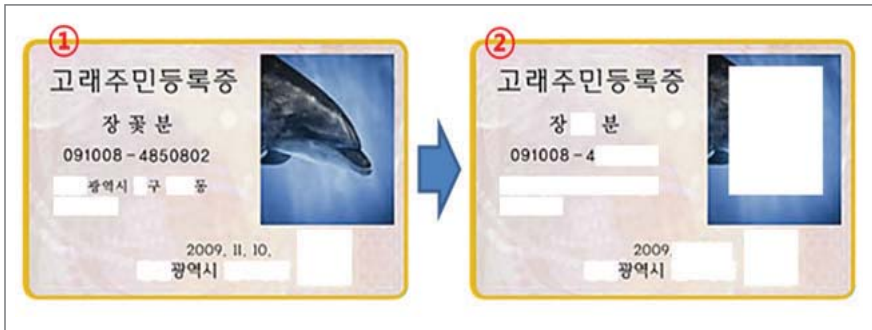 ①
고래주민등록증
장꽃분
091008-4850802
광역시 구 동
2009. 11. 10.
광역시
②
고래주민등록증
장 분
091008-4
2009.
광역시